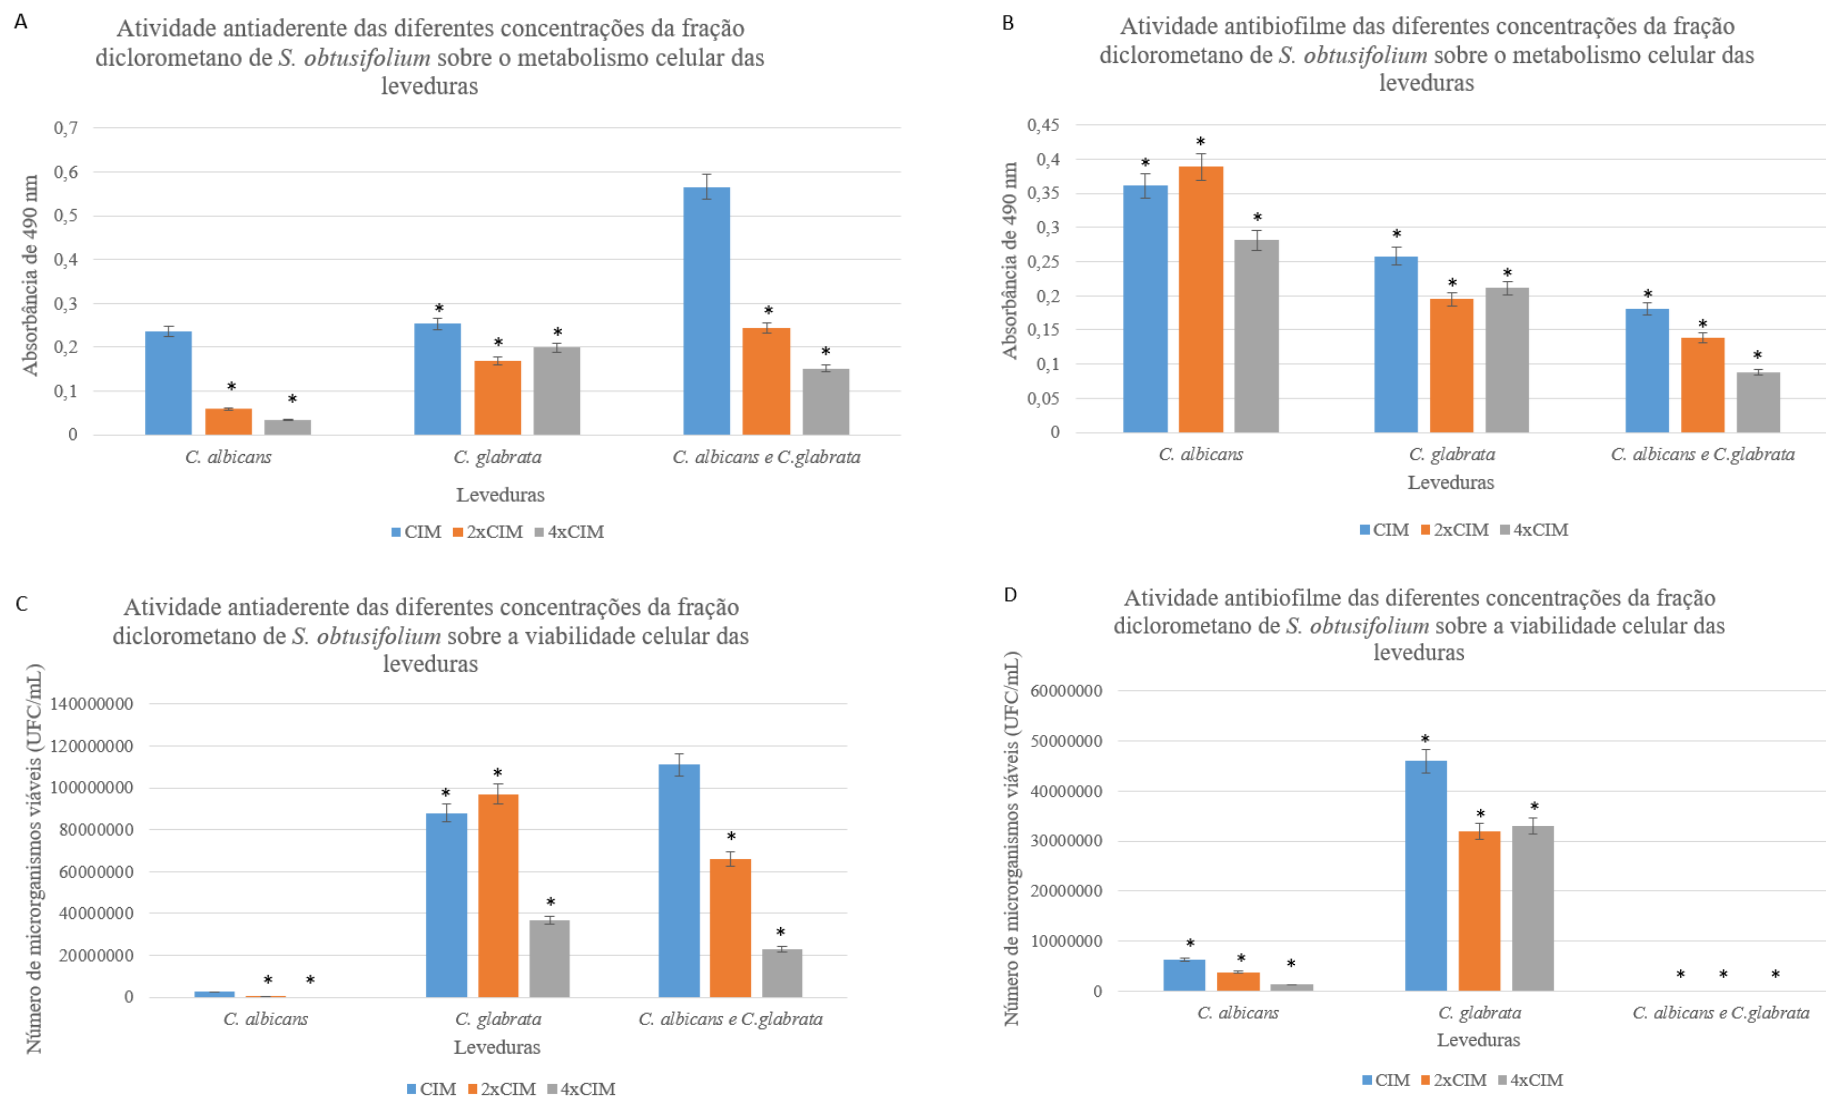 A
Atividade antiaderente das diferentes concentrações da fração
diclorometano de S. obtusifolium sobre o metabolismo celular das
leveduras
Absorbância de 490 nm
0,7
0,6
0,5
0,4
0,3
0,2
0,1
0
* *
* * *
* *
C. albicans C. glabrata C. albicans e C.glabrata
Leveduras
CIM 2xCIM 4xCIM
B
Atividade antibiofilme das diferentes concentrações da fração
diclorometano de S. obtusifolium sobre o metabolismo celular das
leveduras
Absorbância de 490 nm
0,45
0,4
0,35
0,3
0,25
0,2
0,15
0,1
0,05
0
* * *
* * *
* * *
C. albicans C. glabrata C. albicans e C.glabrata
Leveduras
CIM 2xCIM 4xCIM
C
Atividade antiaderente das diferentes concentrações da fração
diclorometano de S. obtusifolium sobre a viabilidade celular das
leveduras
Número de microrganismos viáveis (UFC/mL)
140000000
120000000
100000000
80000000
60000000
40000000
20000000
0
* *
* * *
* *
C. albicans C. glabrata C. albicans e C.glabrata
Leveduras
CIM 2xCIM 4xCIM
D
Atividade antibiofilme das diferentes concentrações da fração
diclorometano de S. obtusifolium sobre a viabilidade celular das
leveduras
Número de microrganismos viáveis (UFC/mL)
60000000
50000000
40000000
30000000
20000000
10000000
0
* * *
* * *
* * *
C. albicans C. glabrata C. albicans e C.glabrata
Leveduras
CIM 2xCIM 4xCIM